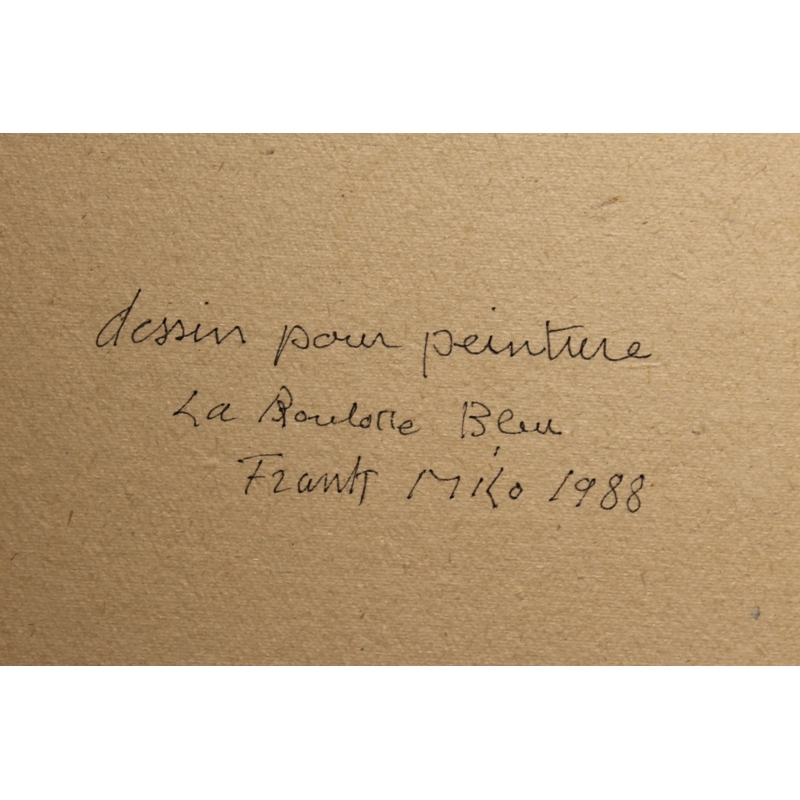 dessin pour peinture
La Roulotte Bleu
Frank Miko 1988